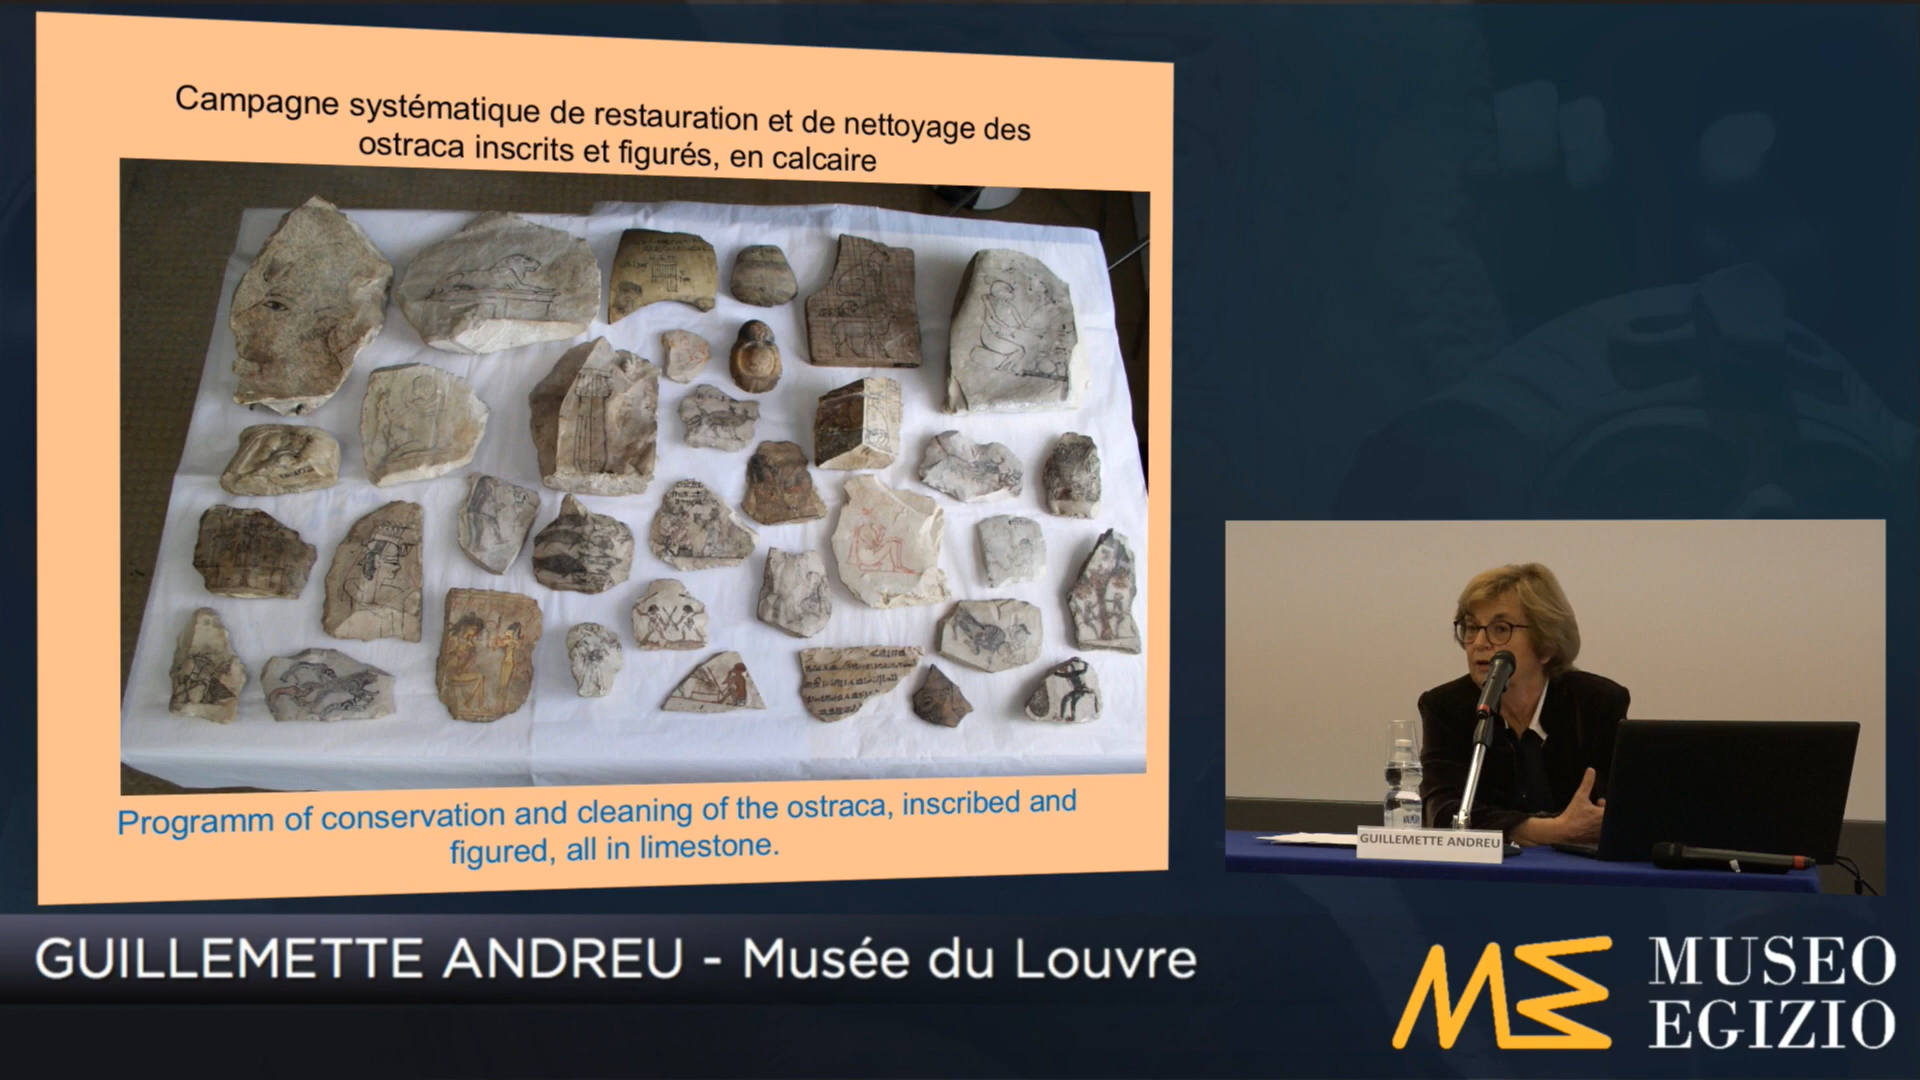 Campagne systématique de restauration et de nettoyage des
ostraca inscrits et figurés, en calcaire
Programm of conservation and cleaning of the ostraca, inscribed and
figured, all in limestone.
GUILLEMETTE ANDREU
GUILLEMETTE ANDREU - Musée du Louvre
MUSEO
EGIZIO